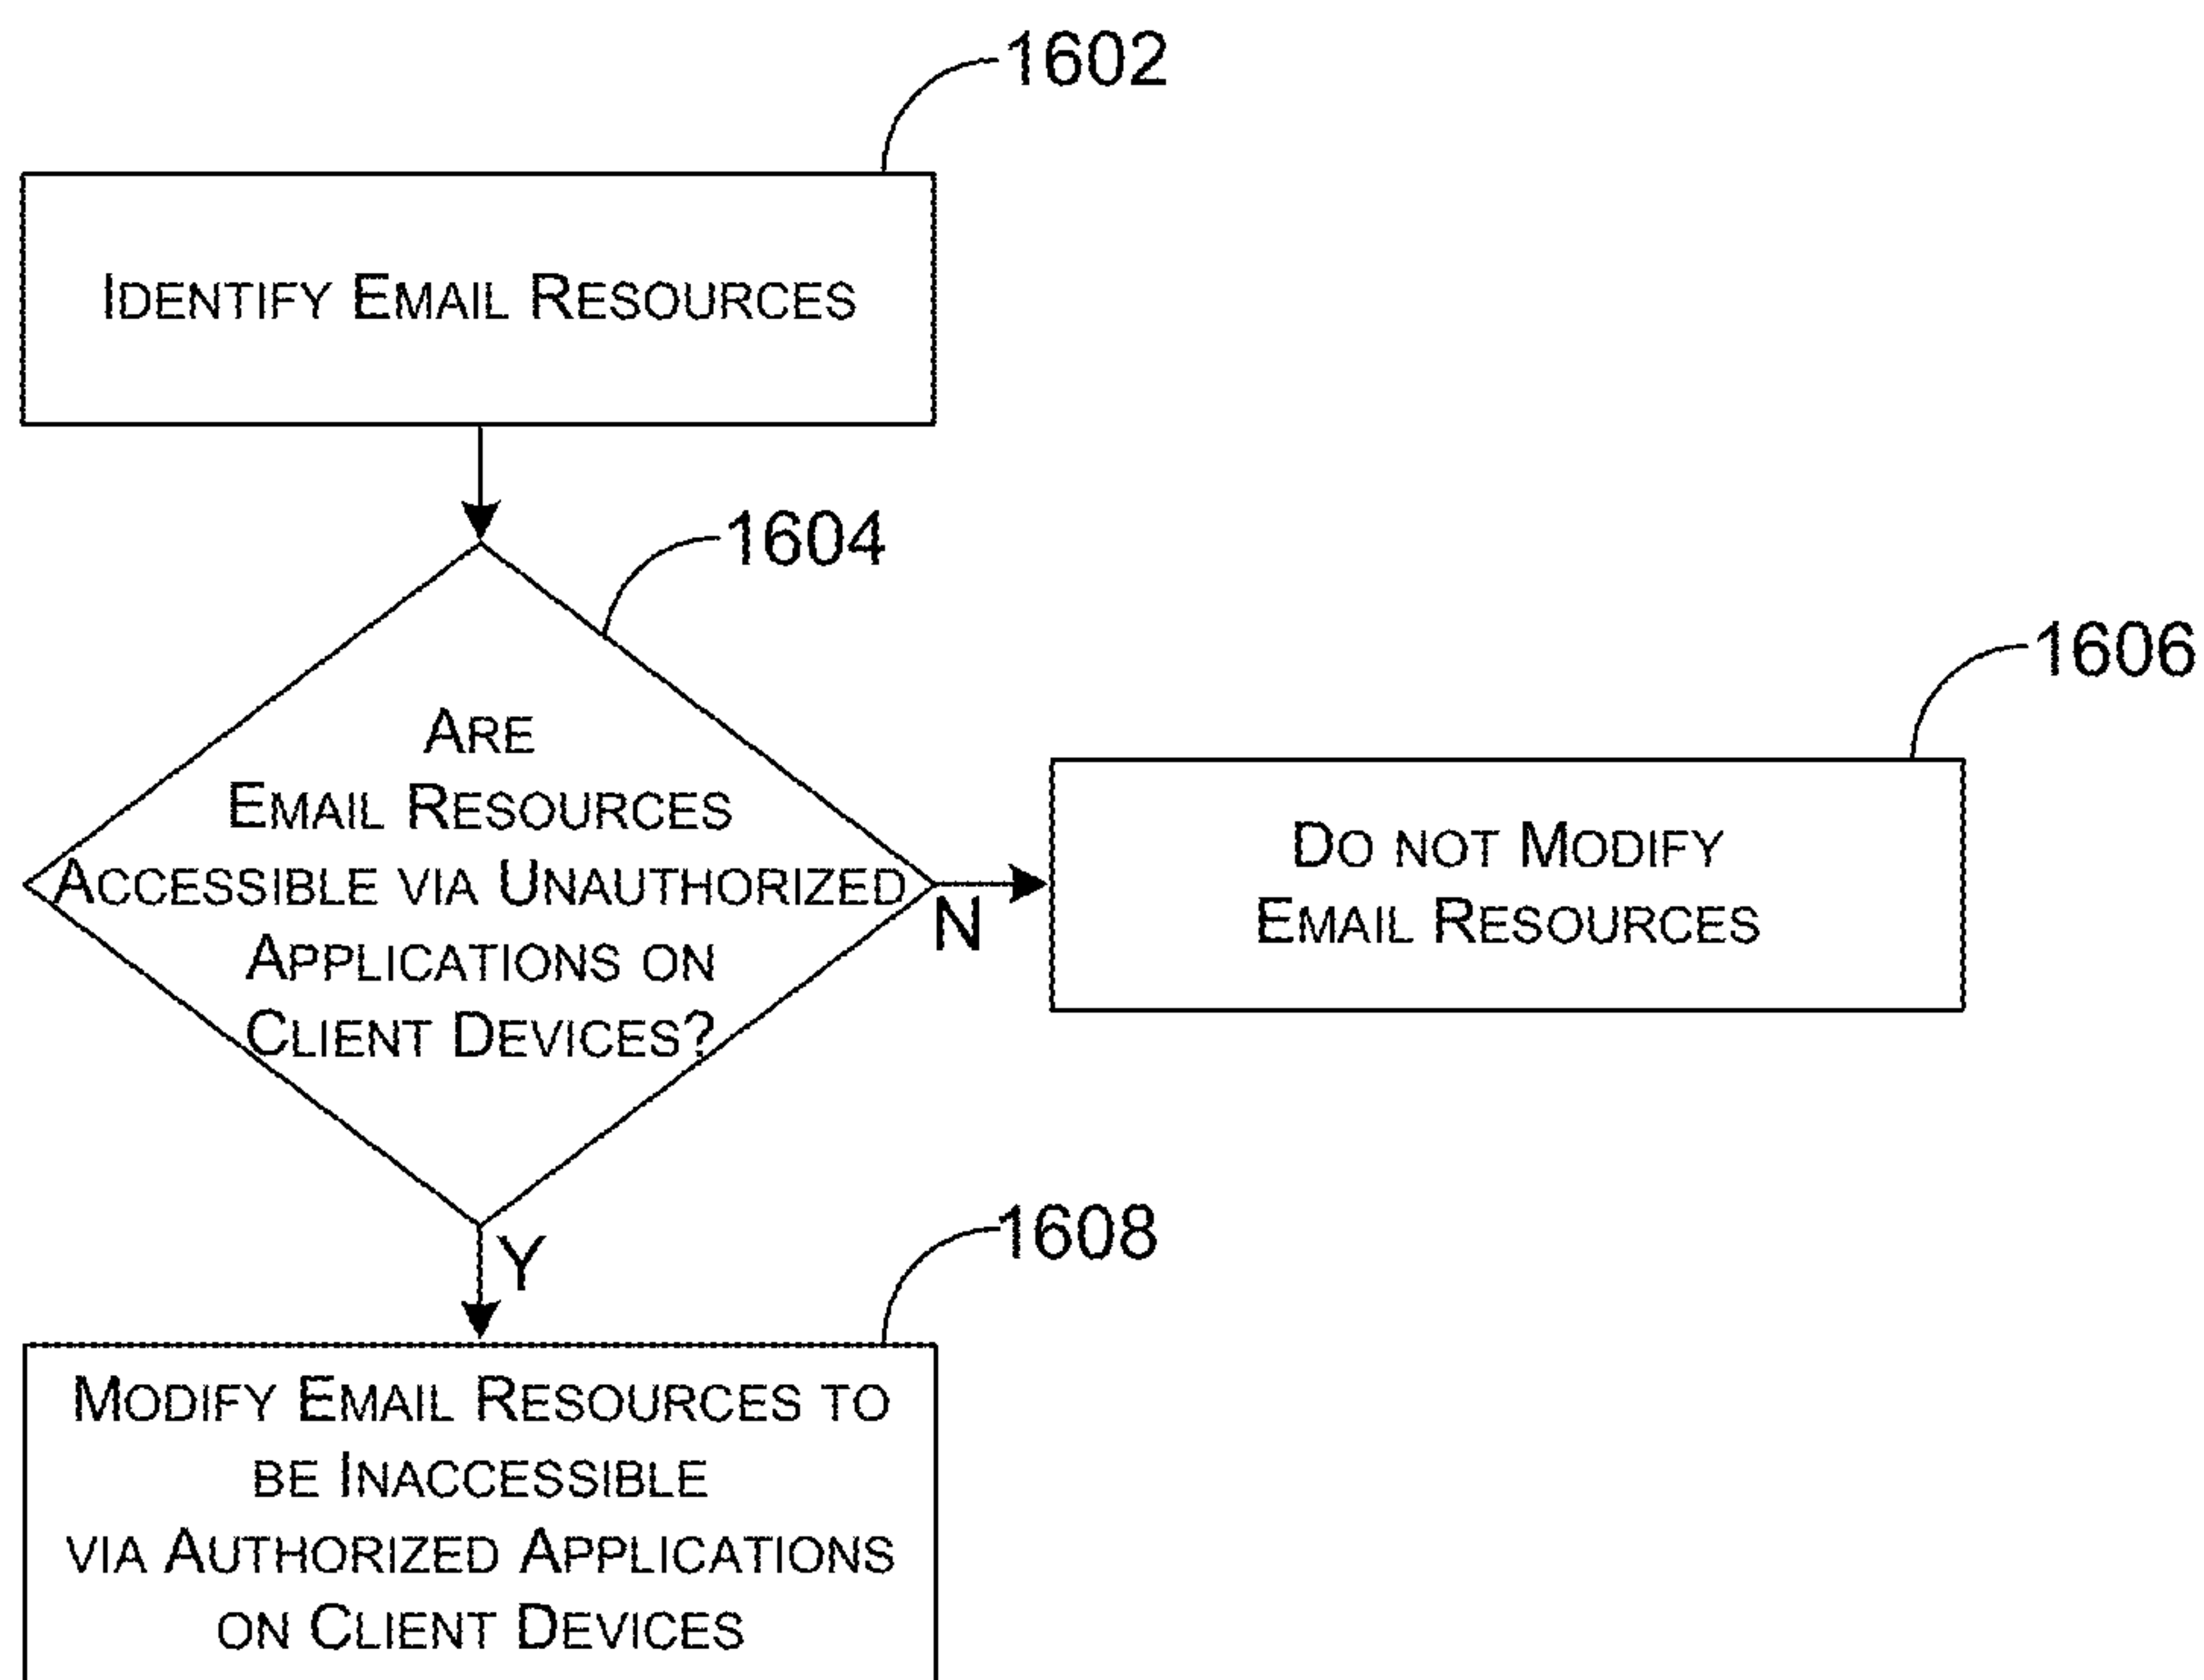 1602
IDENTIFY EMAIL RESOURCES
1604
ARE
EMAIL RESOURCES
ACCESSIBLE VIA UNAUTHORIZED
APPLICATIONS ON
CLIENT DEVICES?
N
1606
DO NOT MODIFY
EMAIL RESOURCES
Y
1608
MODIFY EMAIL RESOURCES TO
BE INACCESSIBLE
VIA AUTHORIZED APPLICATIONS
ON CLIENT DEVICES